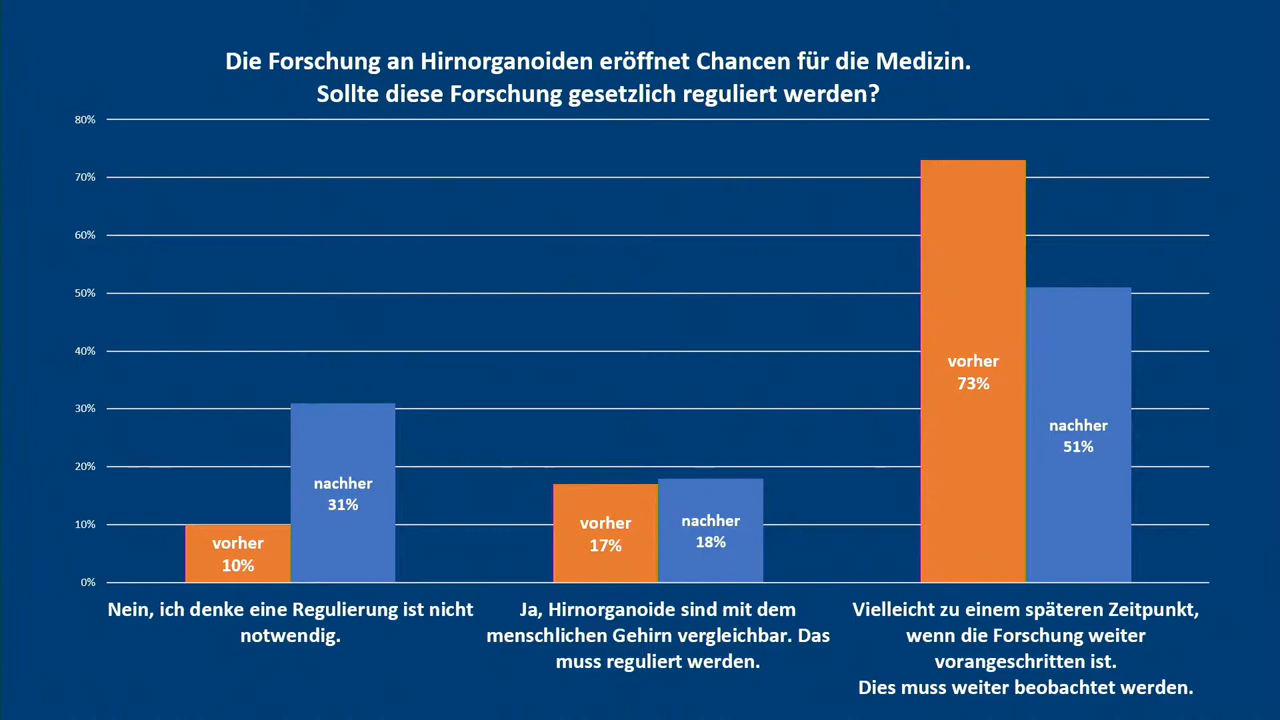 Die Forschung an Hirnorganoiden eröffnet Chancen für die Medizin.
Sollte diese Forschung gesetzlich reguliert werden?
80%
70%
60%
50%
40%
30%
20%
10%
0%
vorher
10%
nachher
31%
vorher
17%
nachher
18%
vorher
73%
nachher
51%
Nein, ich denke eine Regulierung ist nicht
notwendig.
Ja, Hirnorganoide sind mit dem
menschlichen Gehirn vergleichbar. Das
muss reguliert werden.
Vielleicht zu einem späteren Zeitpunkt,
wenn die Forschung weiter
vorangeschritten ist.
Dies muss weiter beobachtet werden.